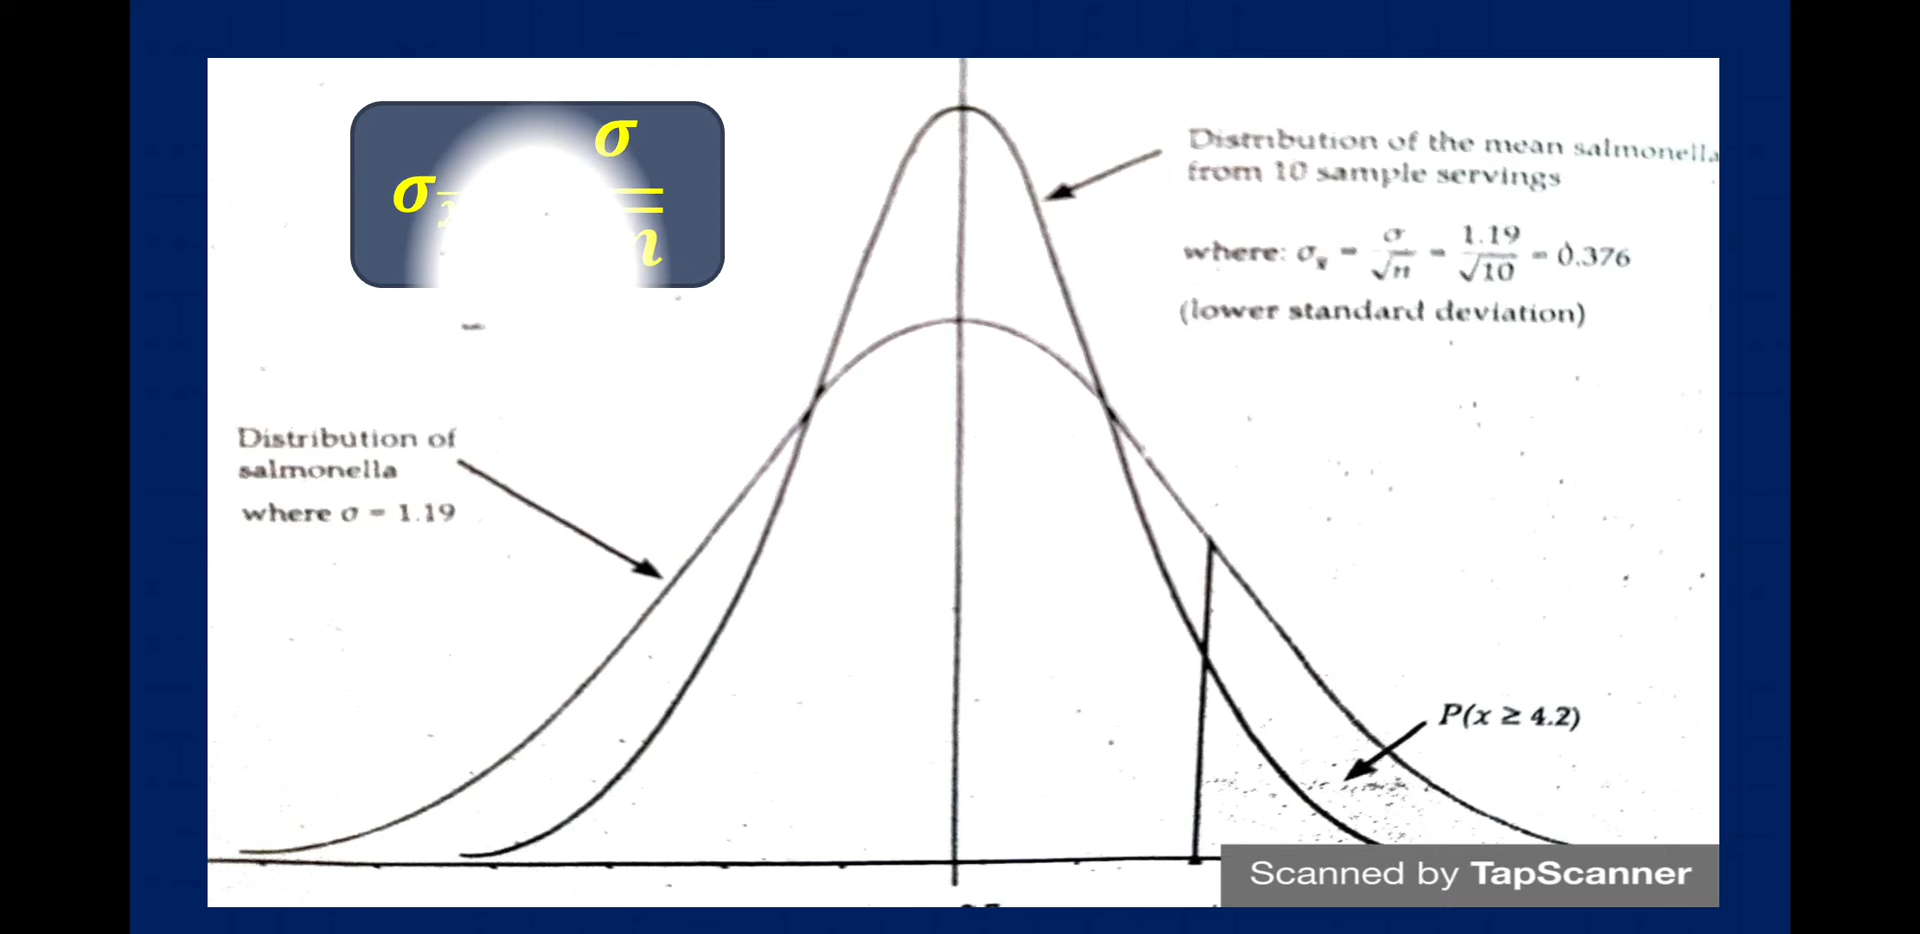 σ
σ
n
Distribution of the mean salmonella
from 10 sample servings
where: σx̄ = σ/√n = 1.19/√10 = 0.376
(lower standard deviation)
Distribution of
salmonella
where σ = 1.19
P(x ≥ 4.2)
Scanned by TapScanner